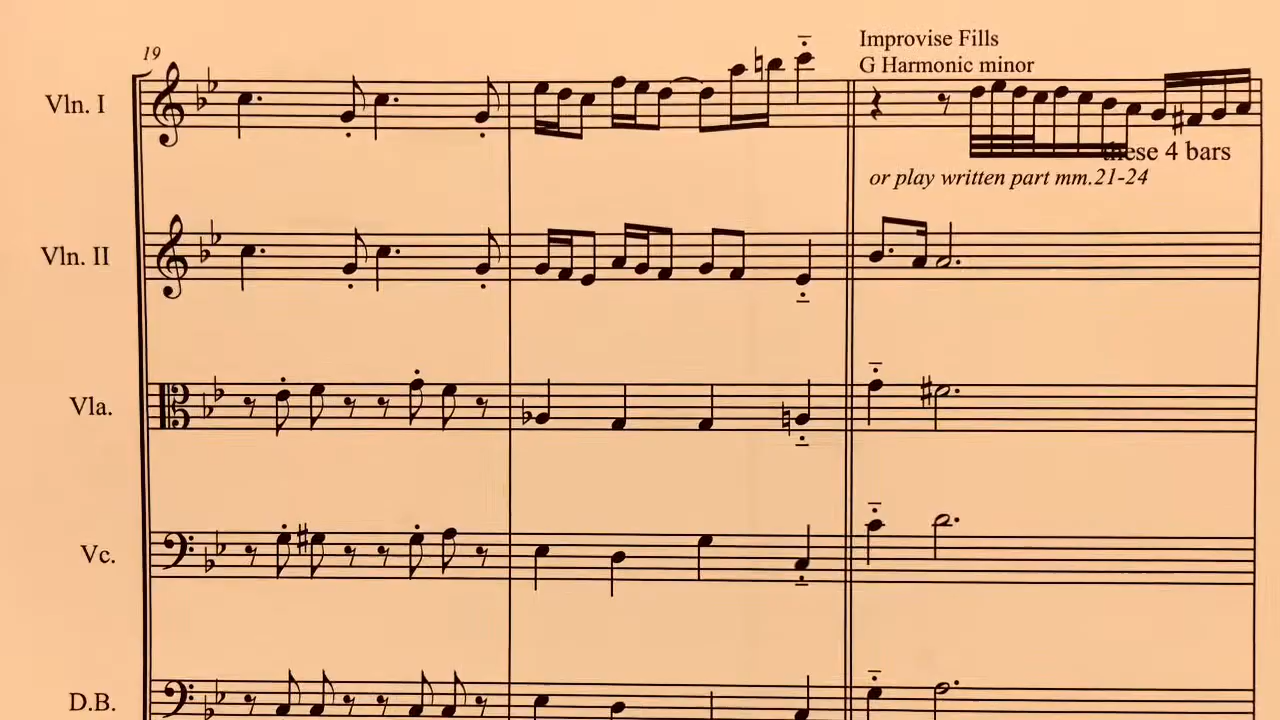 19
Improvise Fills
G Harmonic minor
Vln. I
these 4 bars
or play written part mm.21-24
Vln. II
Vla.
Vc.
D.B.